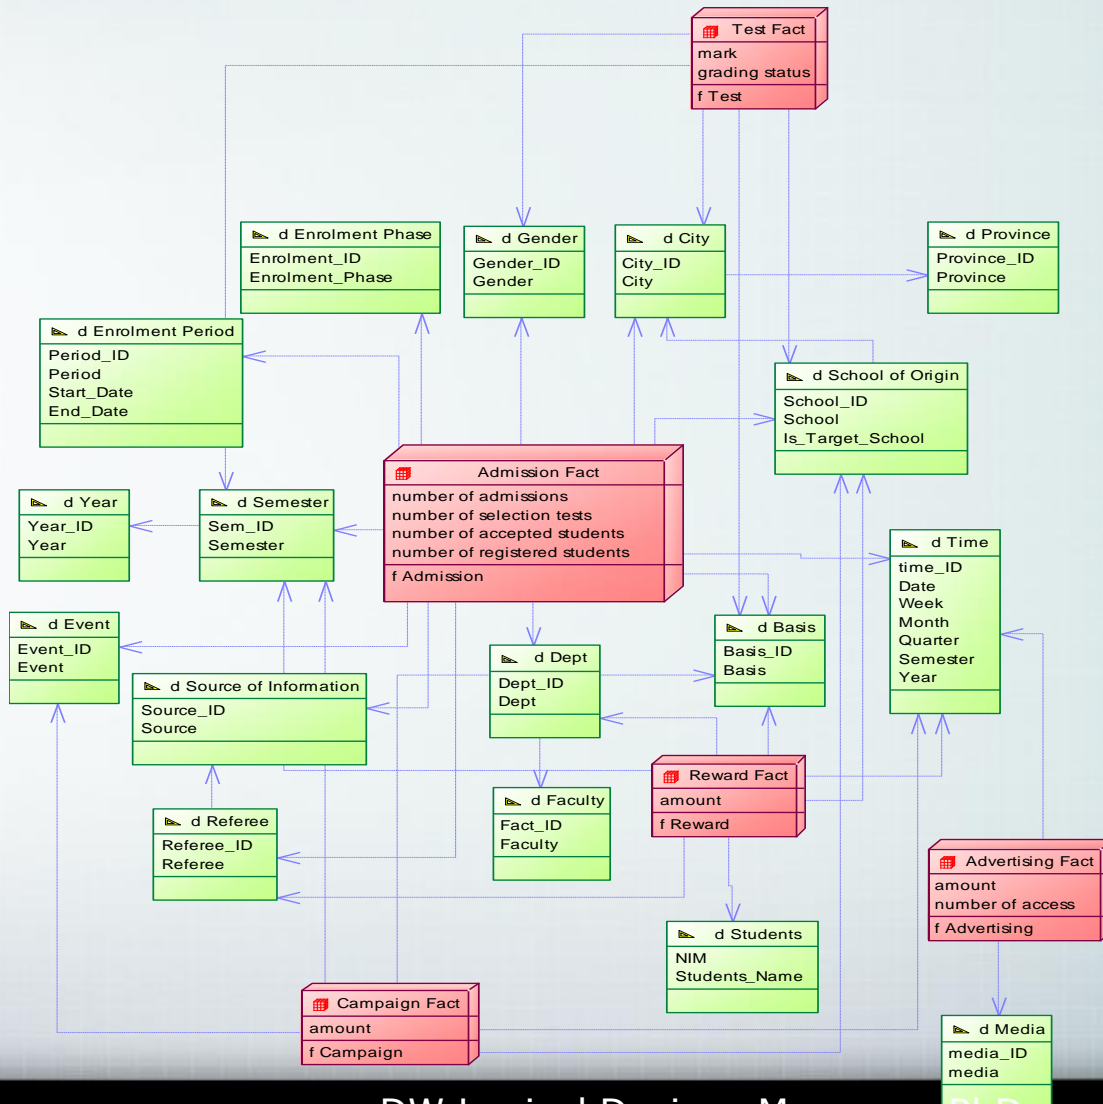 Test Fact
mark
grading status
f Test
d Enrolment Phase
Enrolment_ID
Enrolment_Phase
d Gender
Gender_ID
Gender
d City
City_ID
City
d Province
Province_ID
Province
d Enrolment Period
Period_ID
Period
Start_Date
End_Date
d School of Origin
School_ID
School
Is_Target_School
Admission Fact
number of admissions
number of selection tests
number of accepted students
number of registered students
f Admission
d Year
Year_ID
Year
d Semester
Sem_ID
Semester
d Time
time_ID
Date
Week
Month
Quarter
Semester
Year
d Event
Event_ID
Event
d Basis
Basis_ID
Basis
d Dept
Dept_ID
Dept
d Source of Information
Source_ID
Source
Reward Fact
amount
f Reward
d Faculty
Fact_ID
Faculty
d Referee
Referee_ID
Referee
Advertising Fact
amount
number of access
f Advertising
d Students
NIM
Students_Name
Campaign Fact
amount
f Campaign
d Media
media_ID
media